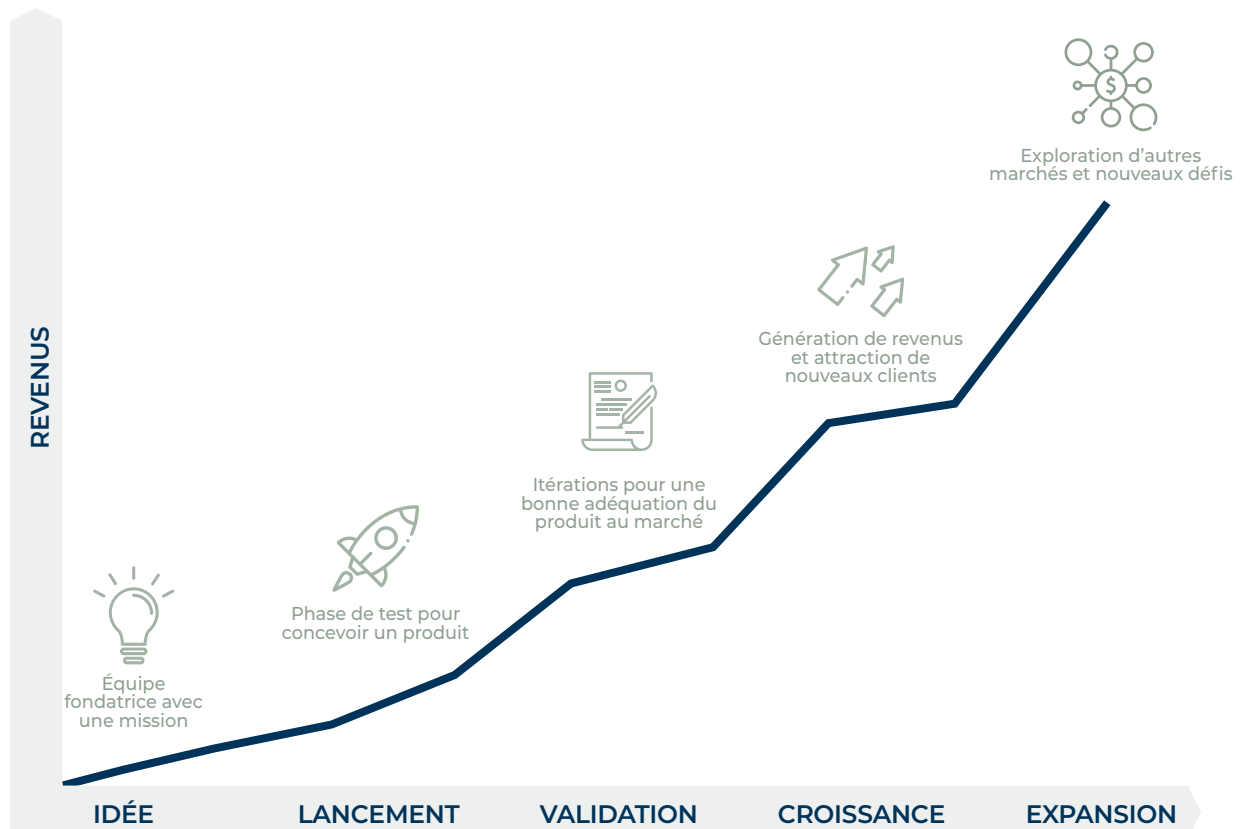 REVENUS
Exploration d’autres
marchés et nouveaux défis
$
Génération de revenus
et attraction de
nouveaux clients
Itérations pour une
bonne adéquation du
produit au marché
Phase de test pour
concevoir un produit
Équipe
fondatrice avec
une mission
IDÉE
LANCEMENT
VALIDATION
CROISSANCE
EXPANSION